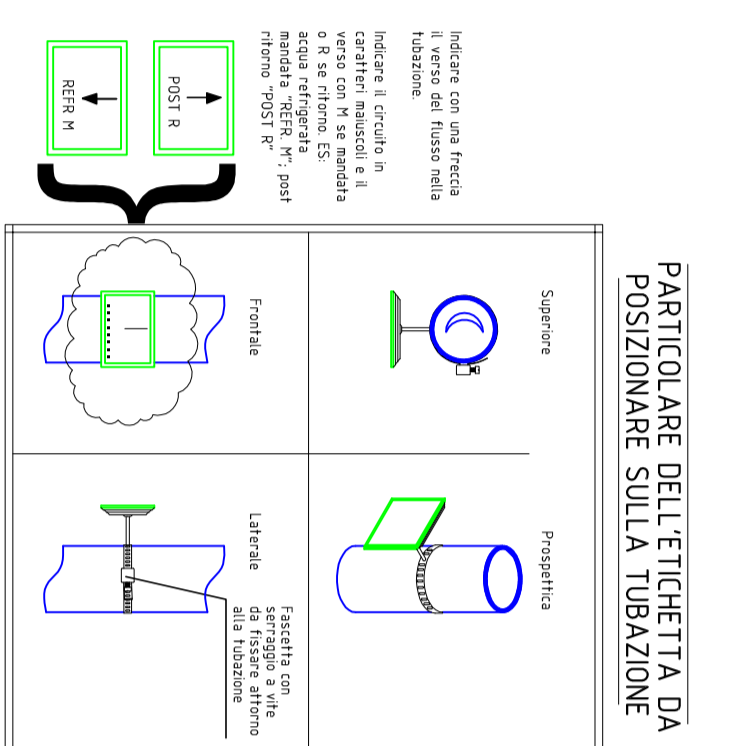 PARTICOLARE DELL'ETICHETTA DA
POSIZIONARE SULLA TUBAZIONE
Indicare con una freccia
il verso del flusso nella
tubazione.
Indicare il circuito in
caratteri maiuscoli e il
verso con M se mandata
o R se ritorno. ES:
acqua refrigerata
mandata "REFR. M"; post
ritorno "POST R"
POST R
REFR M
Superiore
Prospettica
Frontale
Laterale
Fascetta con
serraggio a vite
da fissare attorno
alla tubazione